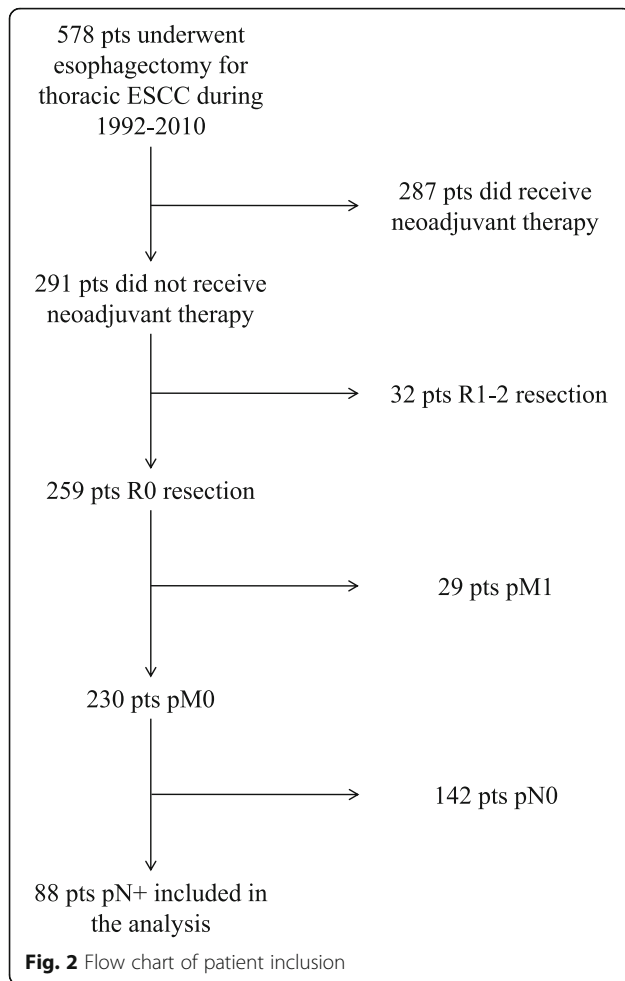 578 pts underwent
esophagectomy for
thoracic ESCC during
1992-2010
287 pts did receive
neoadjuvant therapy
291 pts did not receive
neoadjuvant therapy
32 pts R1-2 resection
259 pts R0 resection
29 pts pM1
230 pts pM0
142 pts pN0
88 pts pN+ included in
the analysis
Fig. 2 Flow chart of patient inclusion